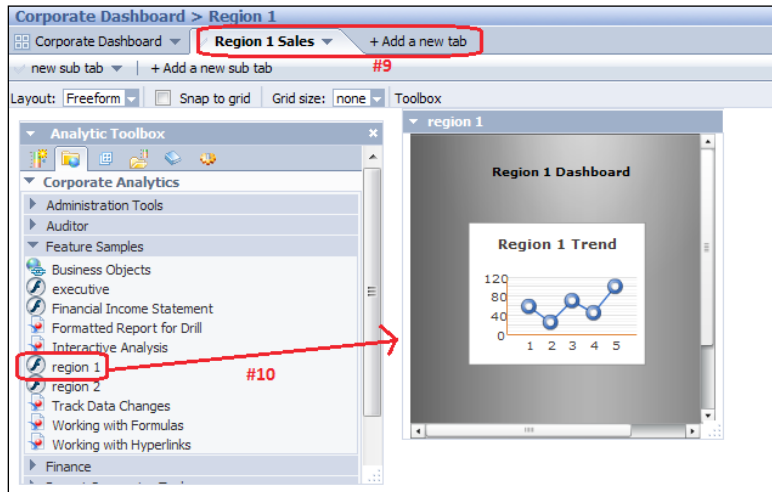 Corporate Dashboard > Region 1
Corporate Dashboard
Region 1 Sales
+ Add a new tab
#9
new sub tab
+ Add a new sub tab
Layout: Freeform
Snap to grid
Grid size: none
Toolbox
Analytic Toolbox
Corporate Analytics
Administration Tools
Auditor
Feature Samples
Business Objects
executive
Financial Income Statement
Formatted Report for Drill
Interactive Analysis
region 1
#10
region 2
Track Data Changes
Working with Formulas
Working with Hyperlinks
Finance
region 1
Region 1 Dashboard
Region 1 Trend
120
80
40
0
1 2 3 4 5